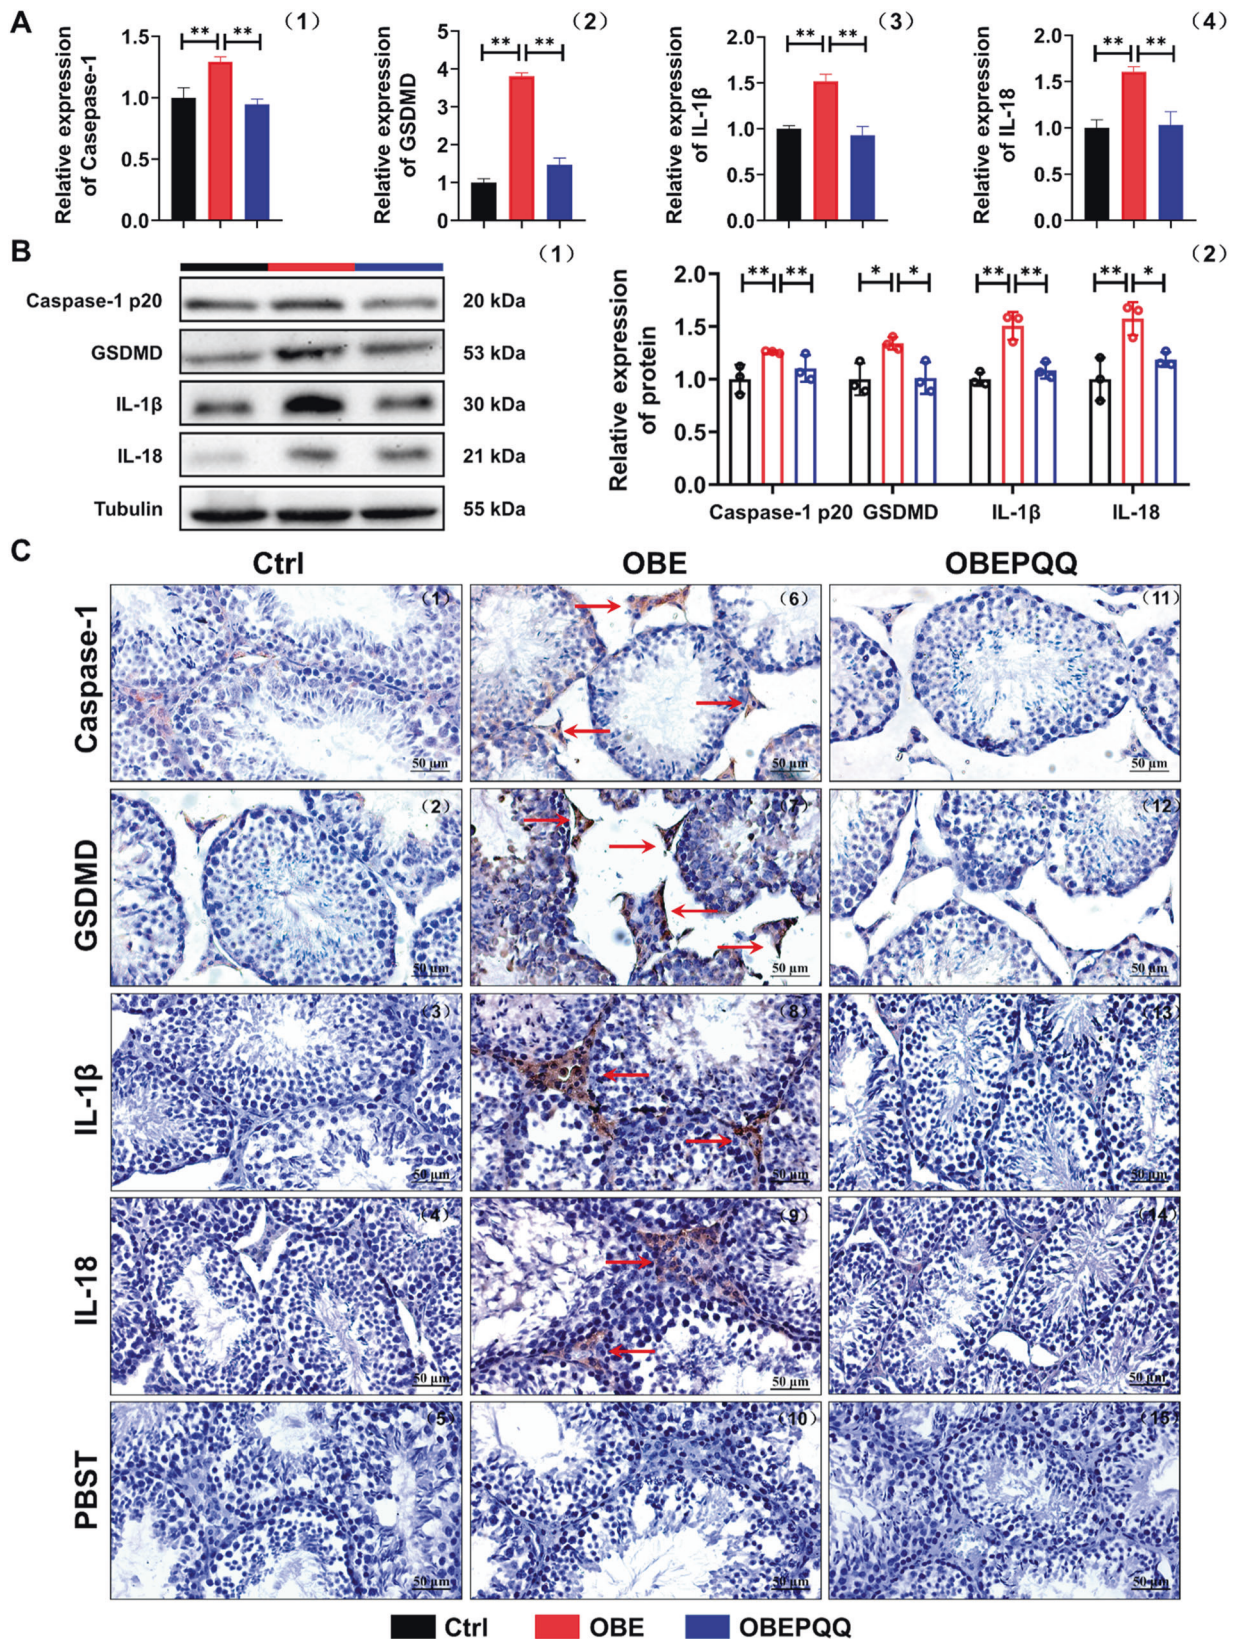 A
(1)
(2)
(3)
(4)
Relative expression
of Casepase-1
1.5
1.0
0.5
0.0
** **
Relative expression
of GSDMD
5
4
3
2
1
0
** **
Relative expression
of IL-1β
2.0
1.5
1.0
0.5
0.0
** **
Relative expression
of IL-18
2.0
1.5
1.0
0.5
0.0
** **
B
(1)
Caspase-1 p20 20 kDa
GSDMD 53 kDa
IL-1β 30 kDa
IL-18 21 kDa
Tubulin 55 kDa
(2)
Relative expression
of protein
2.0
1.5
1.0
0.5
0.0
** ** * * ** ** ** *
Caspase-1 p20 GSDMD IL-1β IL-18
C
Ctrl OBE OBEPQQ
Caspase-1
(1) (6) (11)
50 μm 50 μm 50 μm
GSDMD
(2) (7) (12)
50 μm 50 μm 50 μm
IL-1β
(3) (8) (13)
50 μm 50 μm 50 μm
IL-18
(4) (9) (14)
50 μm 50 μm 50 μm
PBST
(5) (10) (15)
50 μm 50 μm 50 μm
Ctrl OBE OBEPQQ